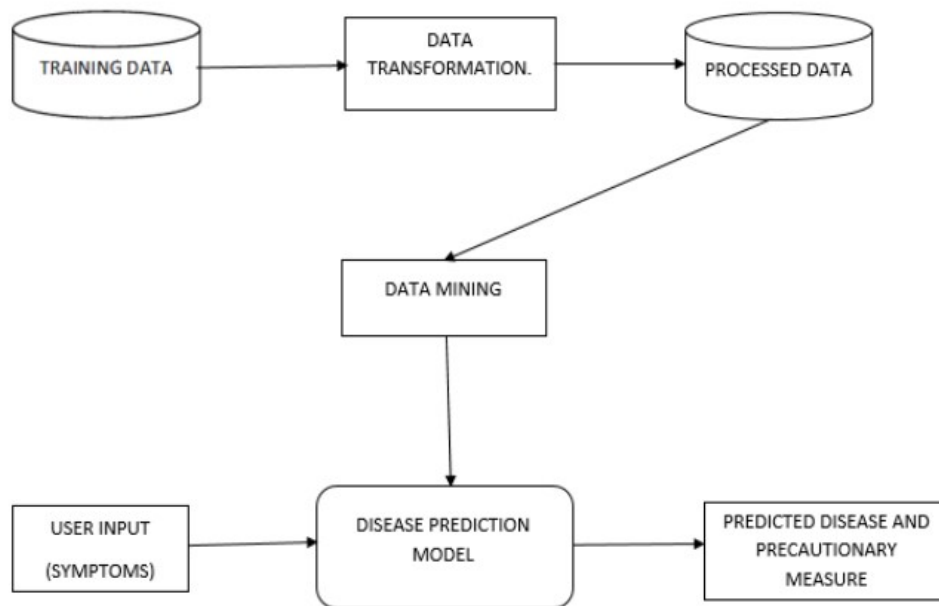 TRAINING DATA
DATA
TRANSFORMATION.
PROCESSED DATA
DATA MINING
USER INPUT
(SYMPTOMS)
DISEASE PREDICTION
MODEL
PREDICTED DISEASE AND
PRECAUTIONARY
MEASURE